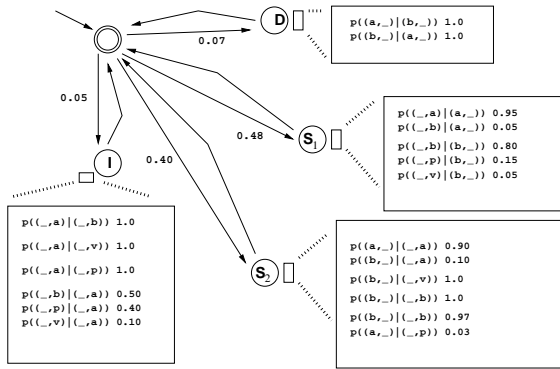 D
p((a,_)|(b,_)) 1.0
p((b,_)|(a,_)) 1.0
0.07
0.05
0.48
S1
p((_,a)|(a,_)) 0.95
p((_,b)|(a,_)) 0.05
p((_,b)|(b,_)) 0.80
p((_,p)|(b,_)) 0.15
p((_,v)|(b,_)) 0.05
0.40
I
p((_,a)|(_,b)) 1.0
p((_,a)|(_,v)) 1.0
p((_,a)|(_,p)) 1.0
p((_,b)|(_,a)) 0.50
p((_,p)|(_,a)) 0.40
p((_,v)|(_,a)) 0.10
S2
p((a,_)|(_,a)) 0.90
p((b,_)|(_,a)) 0.10
p((b,_)|(_,v)) 1.0
p((b,_)|(_,b)) 1.0
p((b,_)|(_,b)) 0.97
p((a,_)|(_,p)) 0.03